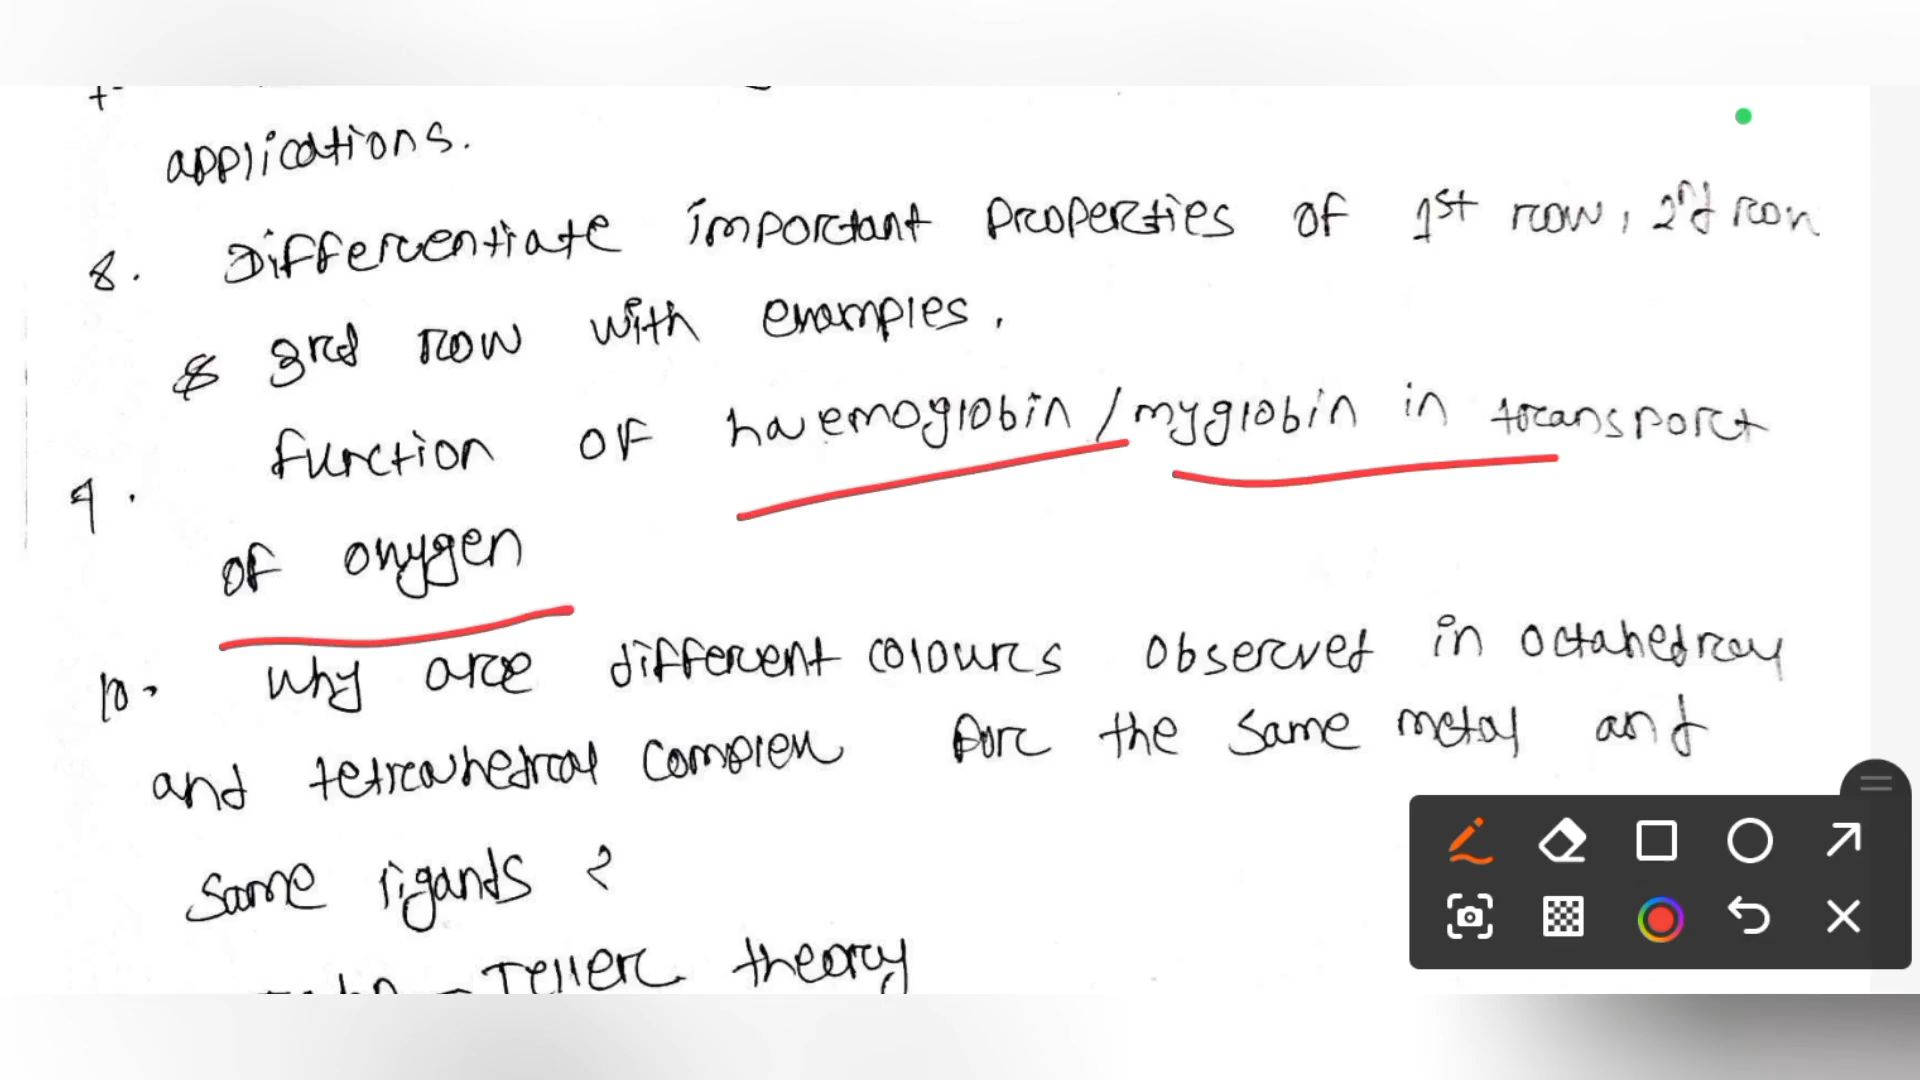 applications.
8. Differentiate important properties of 1st row, 2nd row
& 3rd row with examples.
9. function of haemoglobin / myglobin in transport
of oxygen
10. Why are different colours observed in octahedral
and tetrahedral complex for the same metal and
same ligands ?
Teller theory